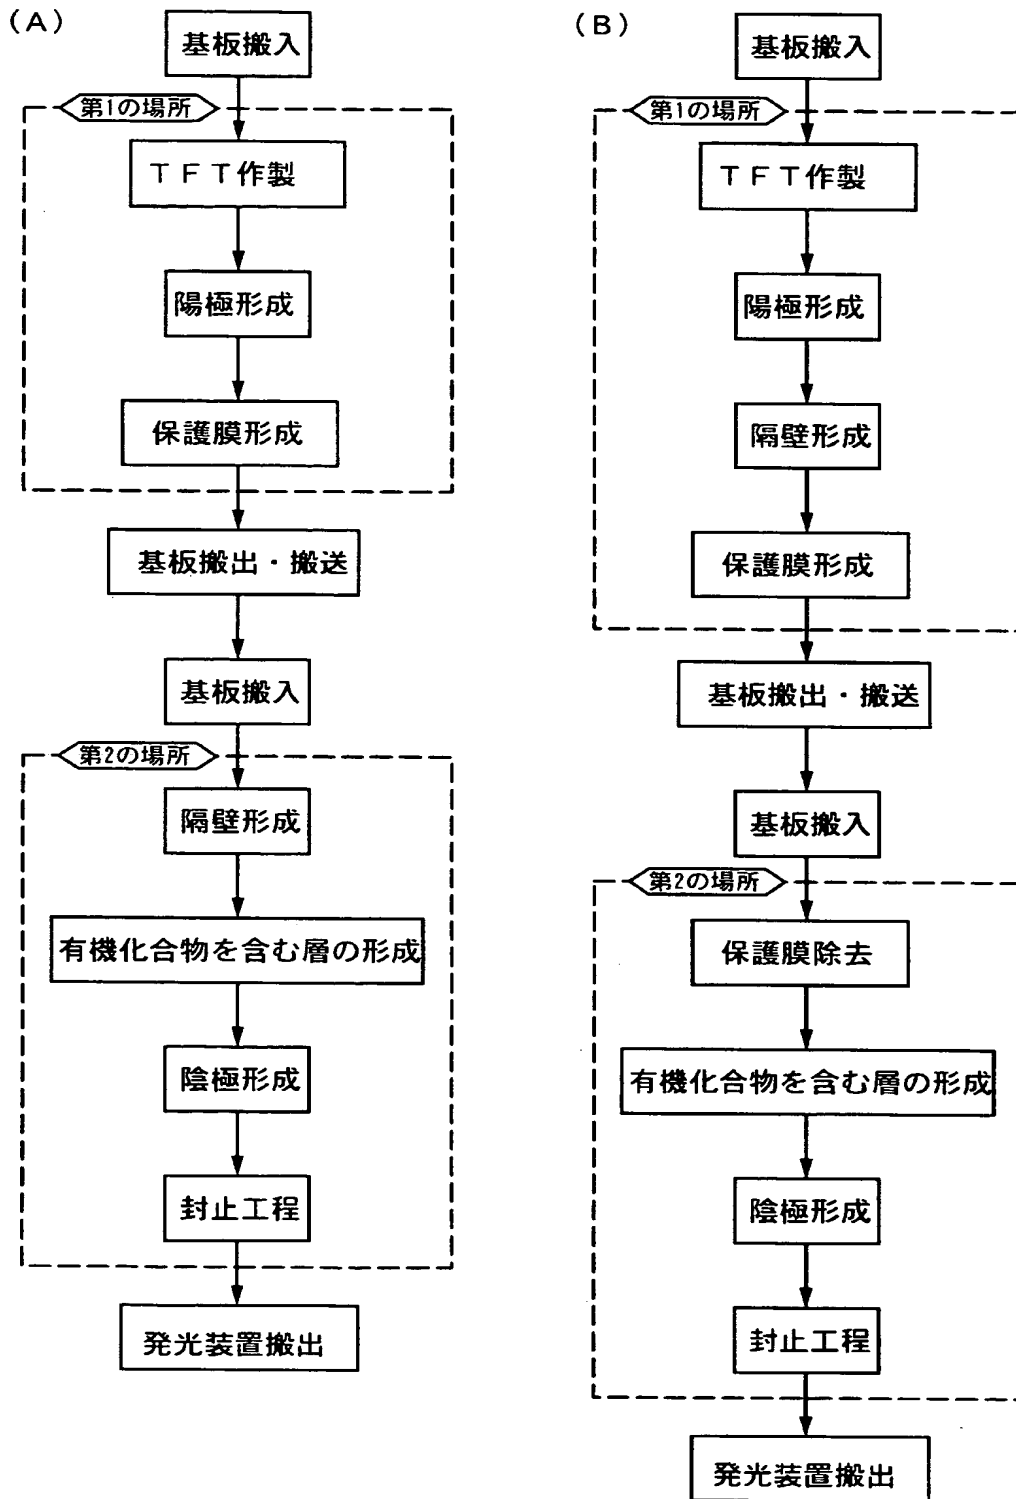 (A)
基板搬入
第1の場所
TFT作製
陽極形成
保護膜形成
基板搬出・搬送
基板搬入
第2の場所
隔壁形成
有機化合物を含む層の形成
陰極形成
封止工程
発光装置搬出
(B)
基板搬入
第1の場所
TFT作製
陽極形成
隔壁形成
保護膜形成
基板搬出・搬送
基板搬入
第2の場所
保護膜除去
有機化合物を含む層の形成
陰極形成
封止工程
発光装置搬出